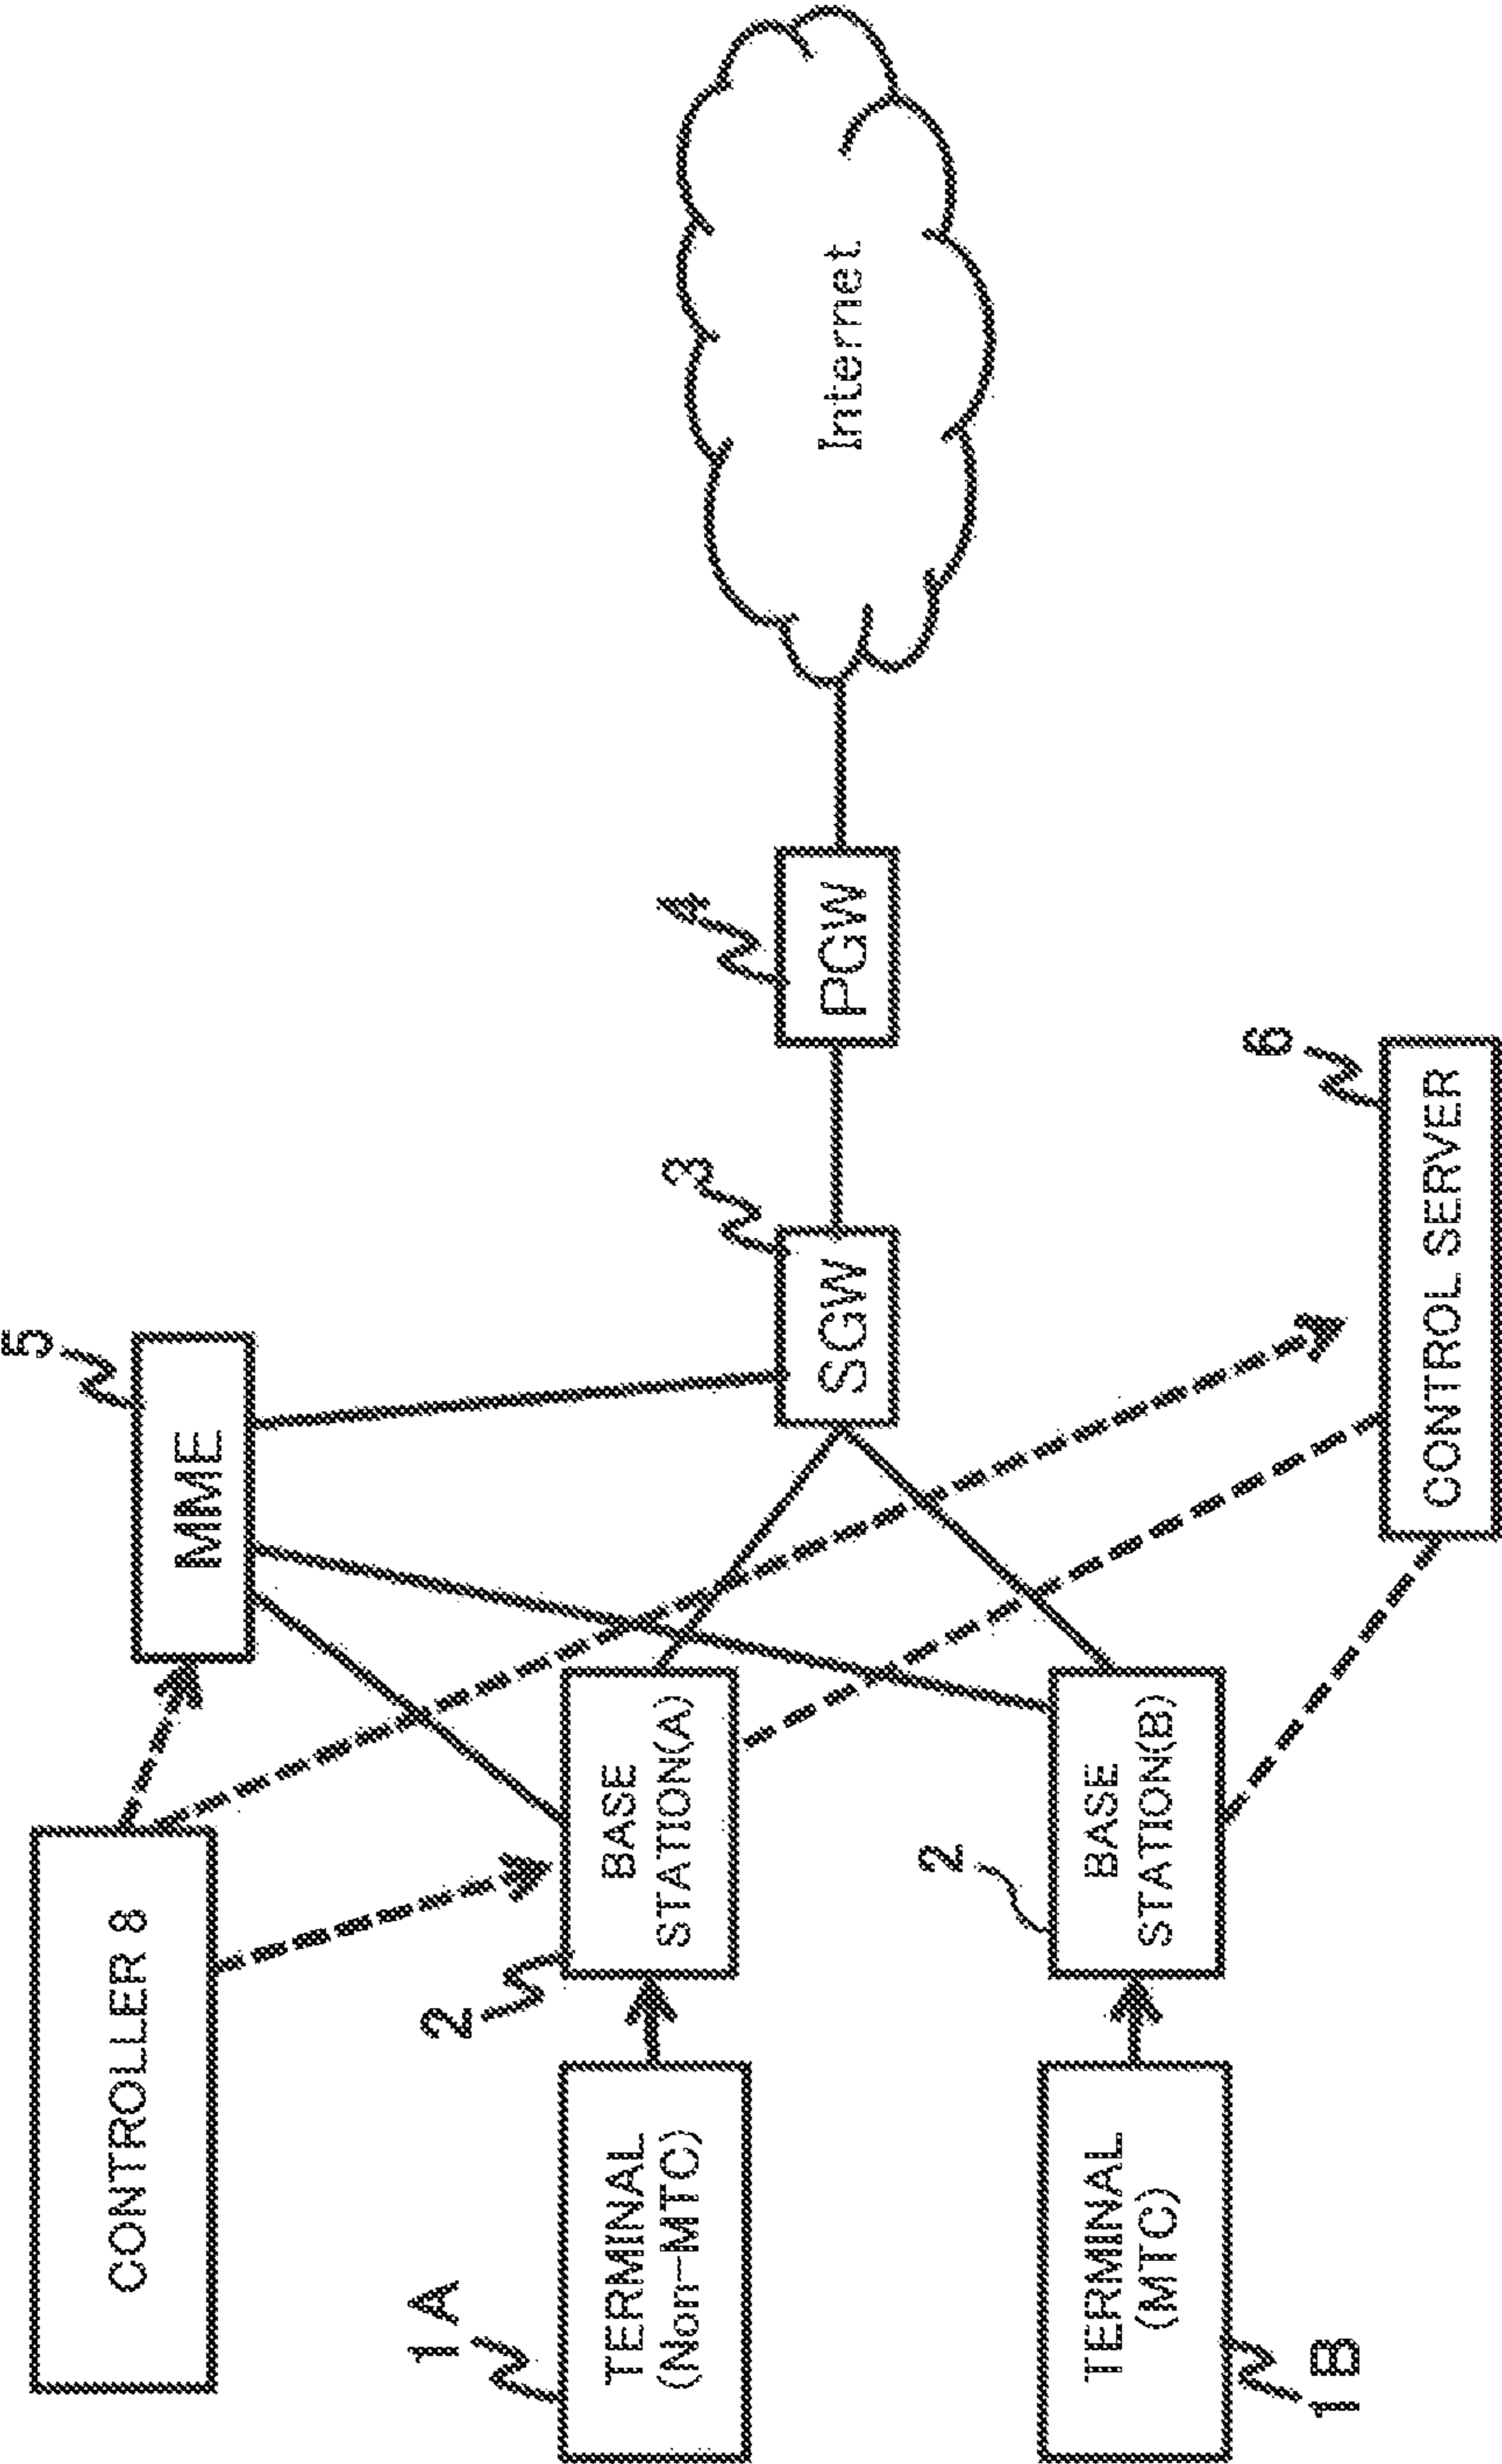 CONTROLLER 8
5
MME
1A
TERMINAL
(Non-MTC)
2
BASE
STATION(A)
3
SGW
4
PGW
Internet
TERMINAL
(MTC)
1B
2
BASE
STATION(B)
6
CONTROL SERVER